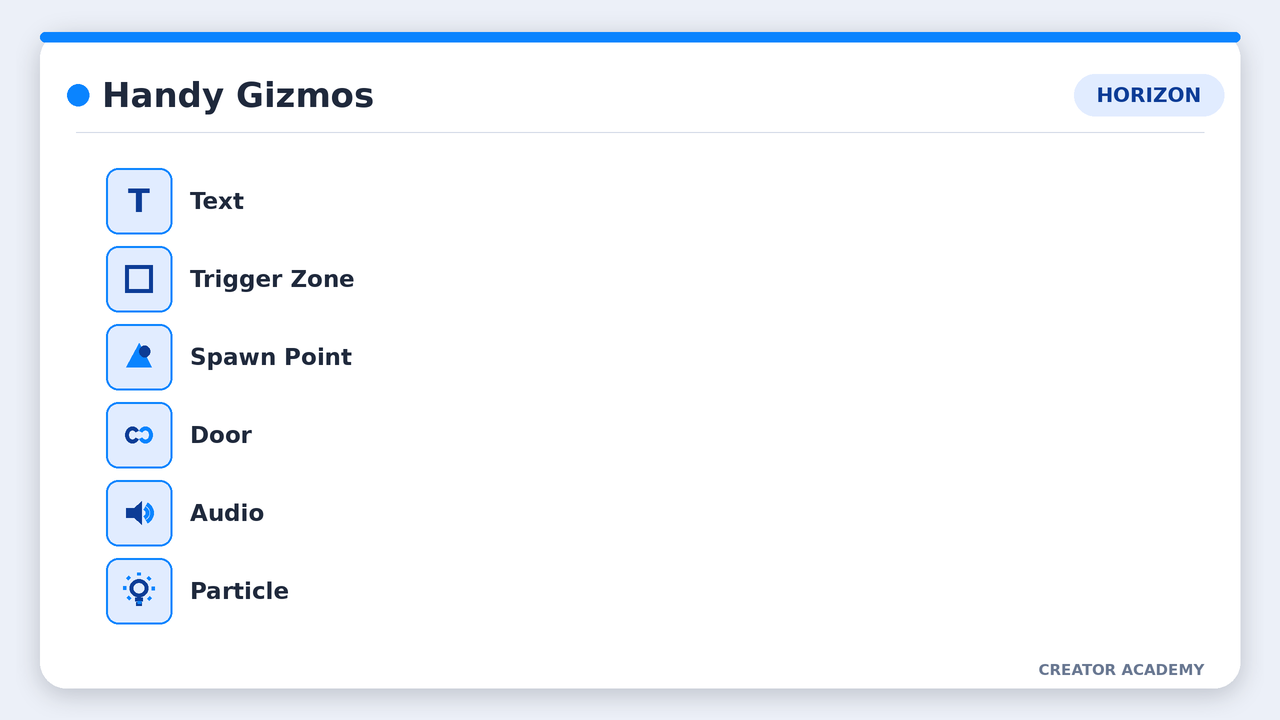 Handy Gizmos
HORIZON
T
Text
Trigger Zone
Spawn Point
Door
Audio
Particle
CREATOR ACADEMY